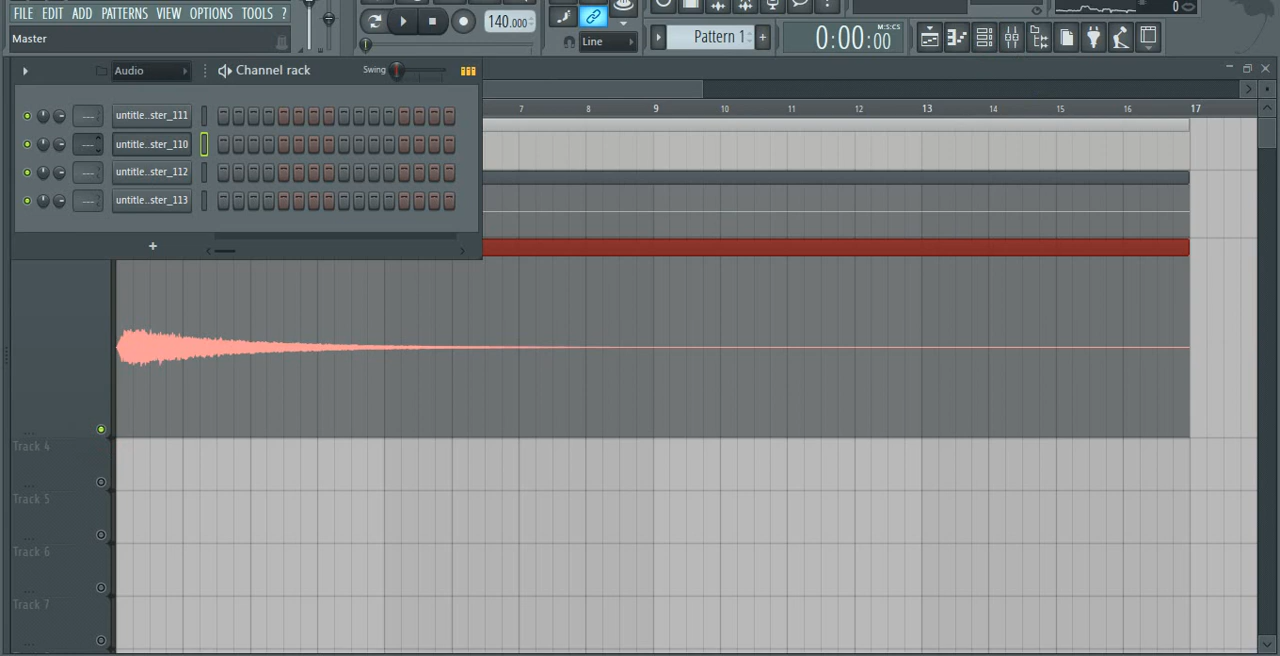 FILE EDIT ADD PATTERNS VIEW OPTIONS TOOLS ?
140.000
0
Master
Line
Pattern 1
+
0:00:00
M:S:CS
Audio
Channel rack
Swing
7 8 9 10 11 12 13 14 15 16 17
--- untitle..ster_111
--- untitle..ster_110
--- untitle..ster_112
--- untitle..ster_113
+
...
Track 4
...
Track 5
...
Track 6
...
Track 7
...